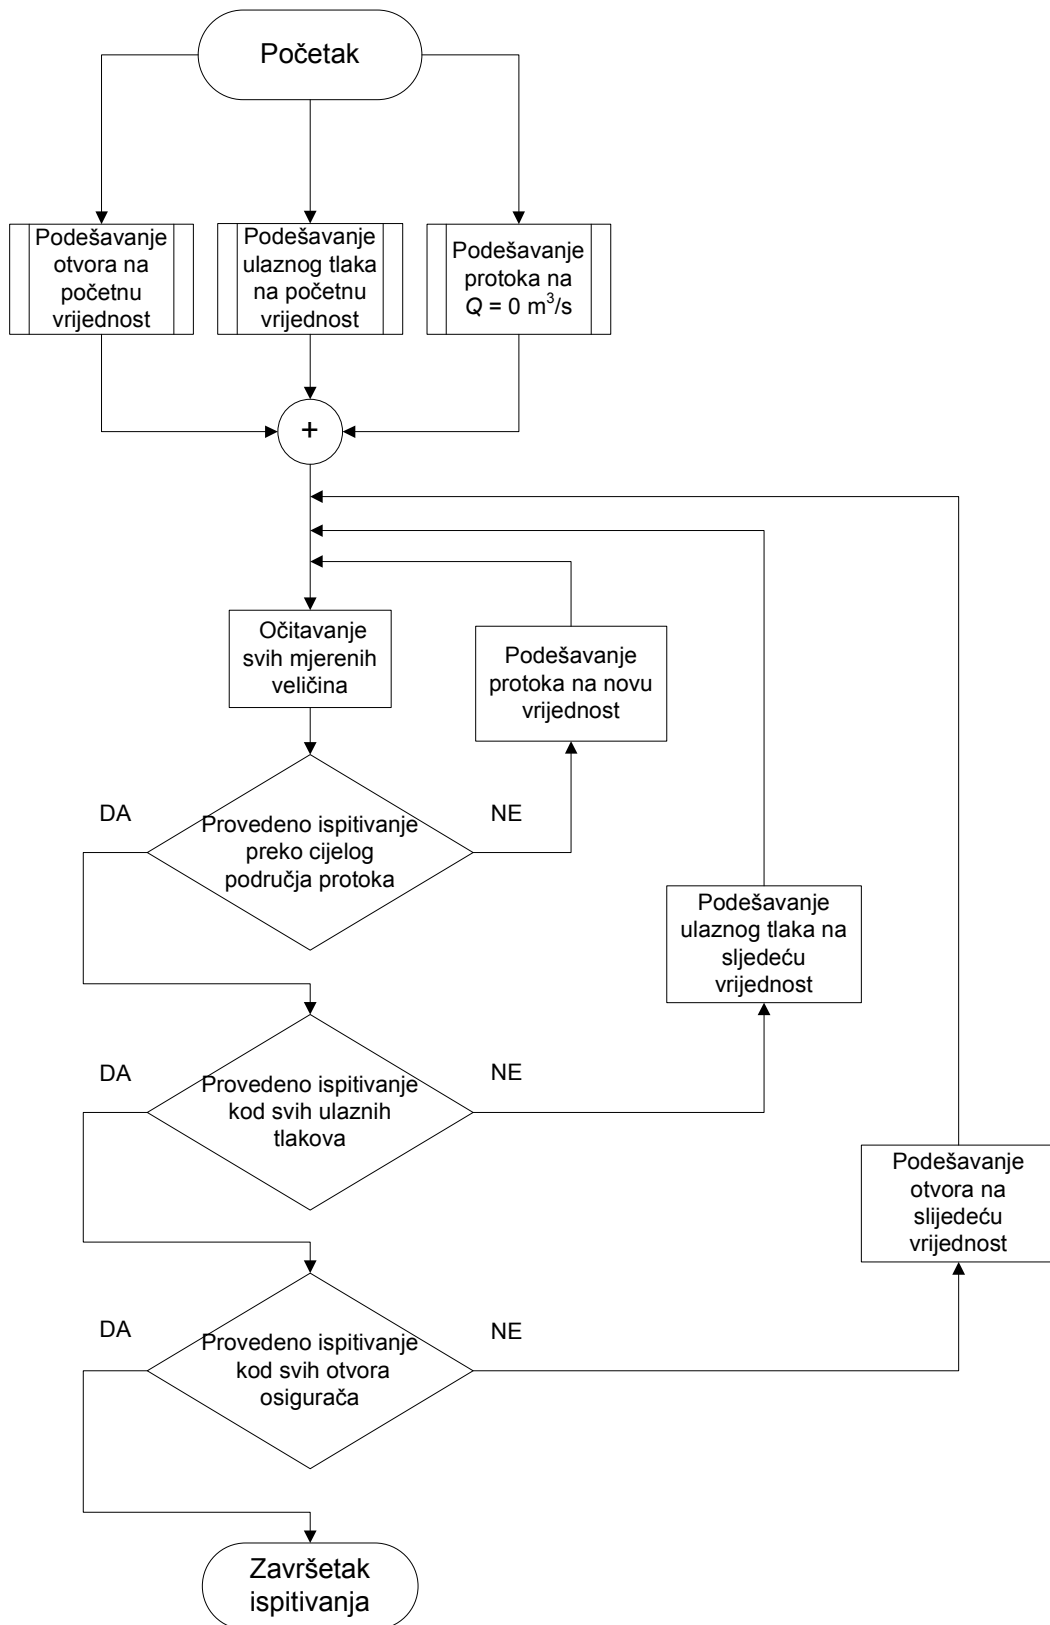 Početak
Podešavanje
otvora na
početnu
vrijednost
Podešavanje
ulaznog tlaka
na početnu
vrijednost
Podešavanje
protoka na
Q = 0 m³/s
+
Očitavanje
svih mjerenih
veličina
Podešavanje
protoka na novu
vrijednost
DA
Provedeno ispitivanje
preko cijelog
područja protoka
NE
Podešavanje
ulaznog tlaka na
sljedeću
vrijednost
DA
Provedeno ispitivanje
kod svih ulaznih
tlakova
NE
Podešavanje
otvora na
slijedeću
vrijednost
DA
Provedeno ispitivanje
kod svih otvora
osigurača
NE
Završetak
ispitivanja